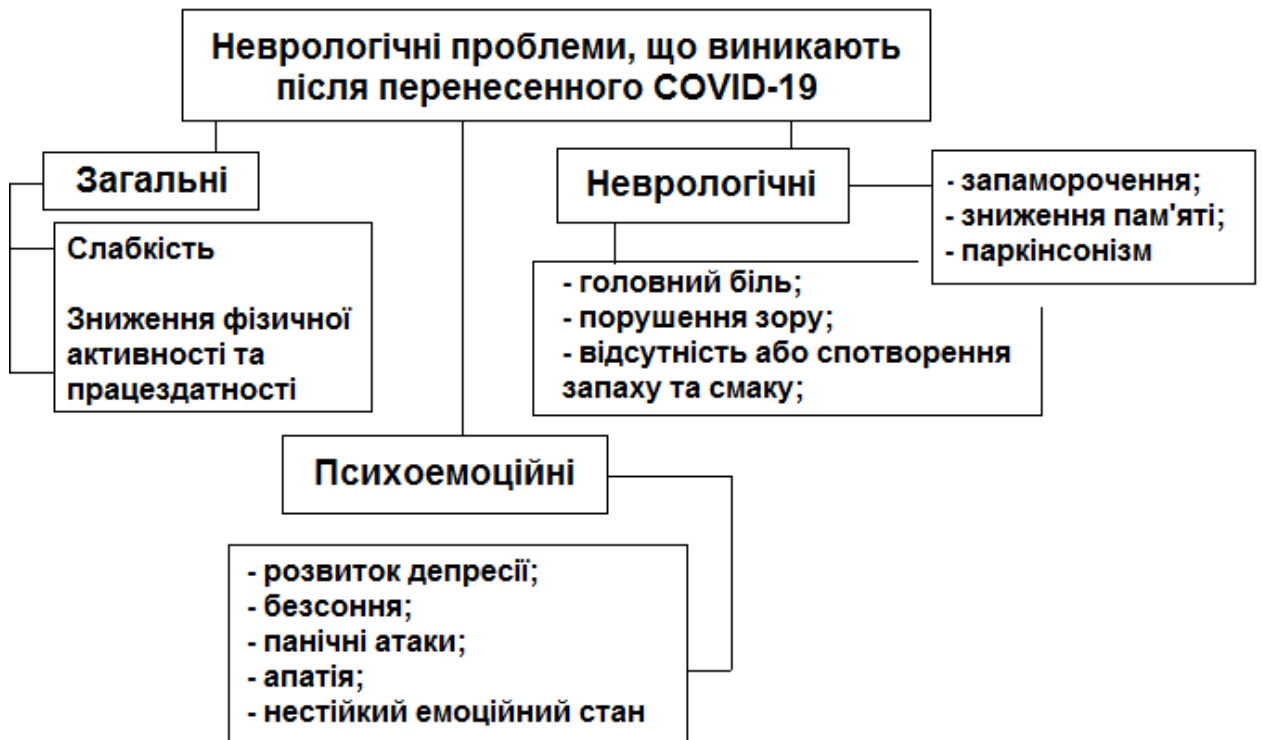 Неврологічні проблеми, що виникають
після перенесенного COVID-19
Загальні
Слабкість
Зниження фізичної
активності та
працездатності
Неврологічні
- запаморочення;
- зниження пам'яті;
- паркінсонізм
- головний біль;
- порушення зору;
- відсутність або спотворення
запаху та смаку;
Психоемоційні
- розвиток депресії;
- безсоння;
- панічні атаки;
- апатія;
- нестійкий емоційний стан